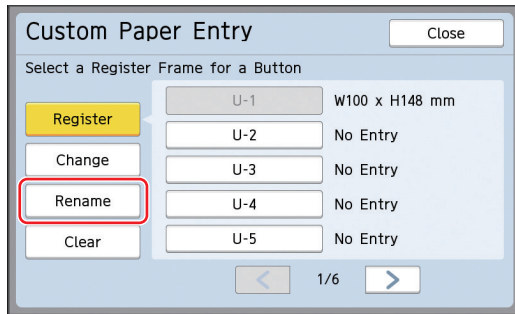 Custom Paper Entry
Close
Select a Register Frame for a Button
Register
Change
Rename
Clear
U-1 W100 x H148 mm
U-2 No Entry
U-3 No Entry
U-4 No Entry
U-5 No Entry
< 1/6 >